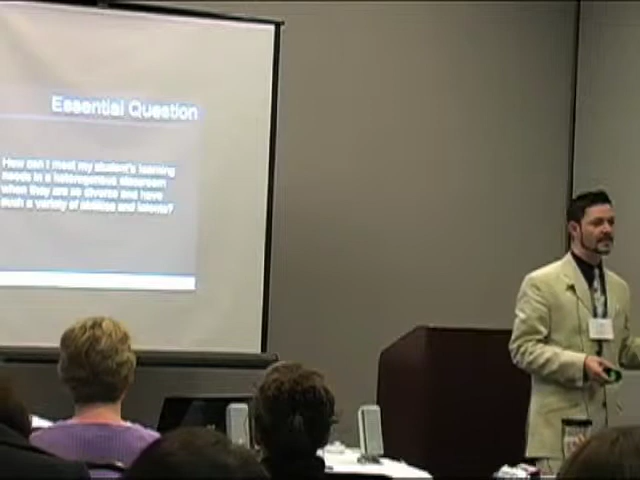 Essential Question
How can I meet my student's learning
needs in a heterogeneous classroom
when they are so diverse and have
such a variety of abilities and